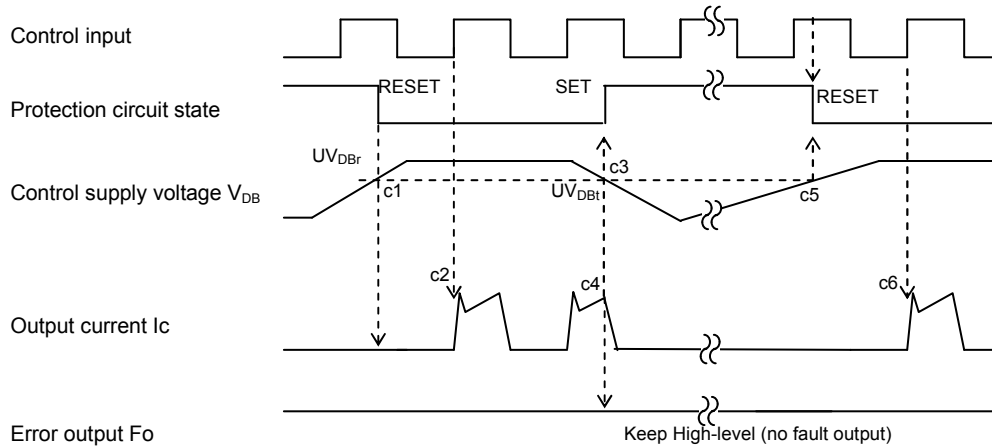 Control input
Protection circuit state
RESET
SET
RESET
UVDBr
c1
c3
UVDBt
c5
Control supply voltage VDB
c2
c4
c6
Output current Ic
Error output Fo
Keep High-level (no fault output)